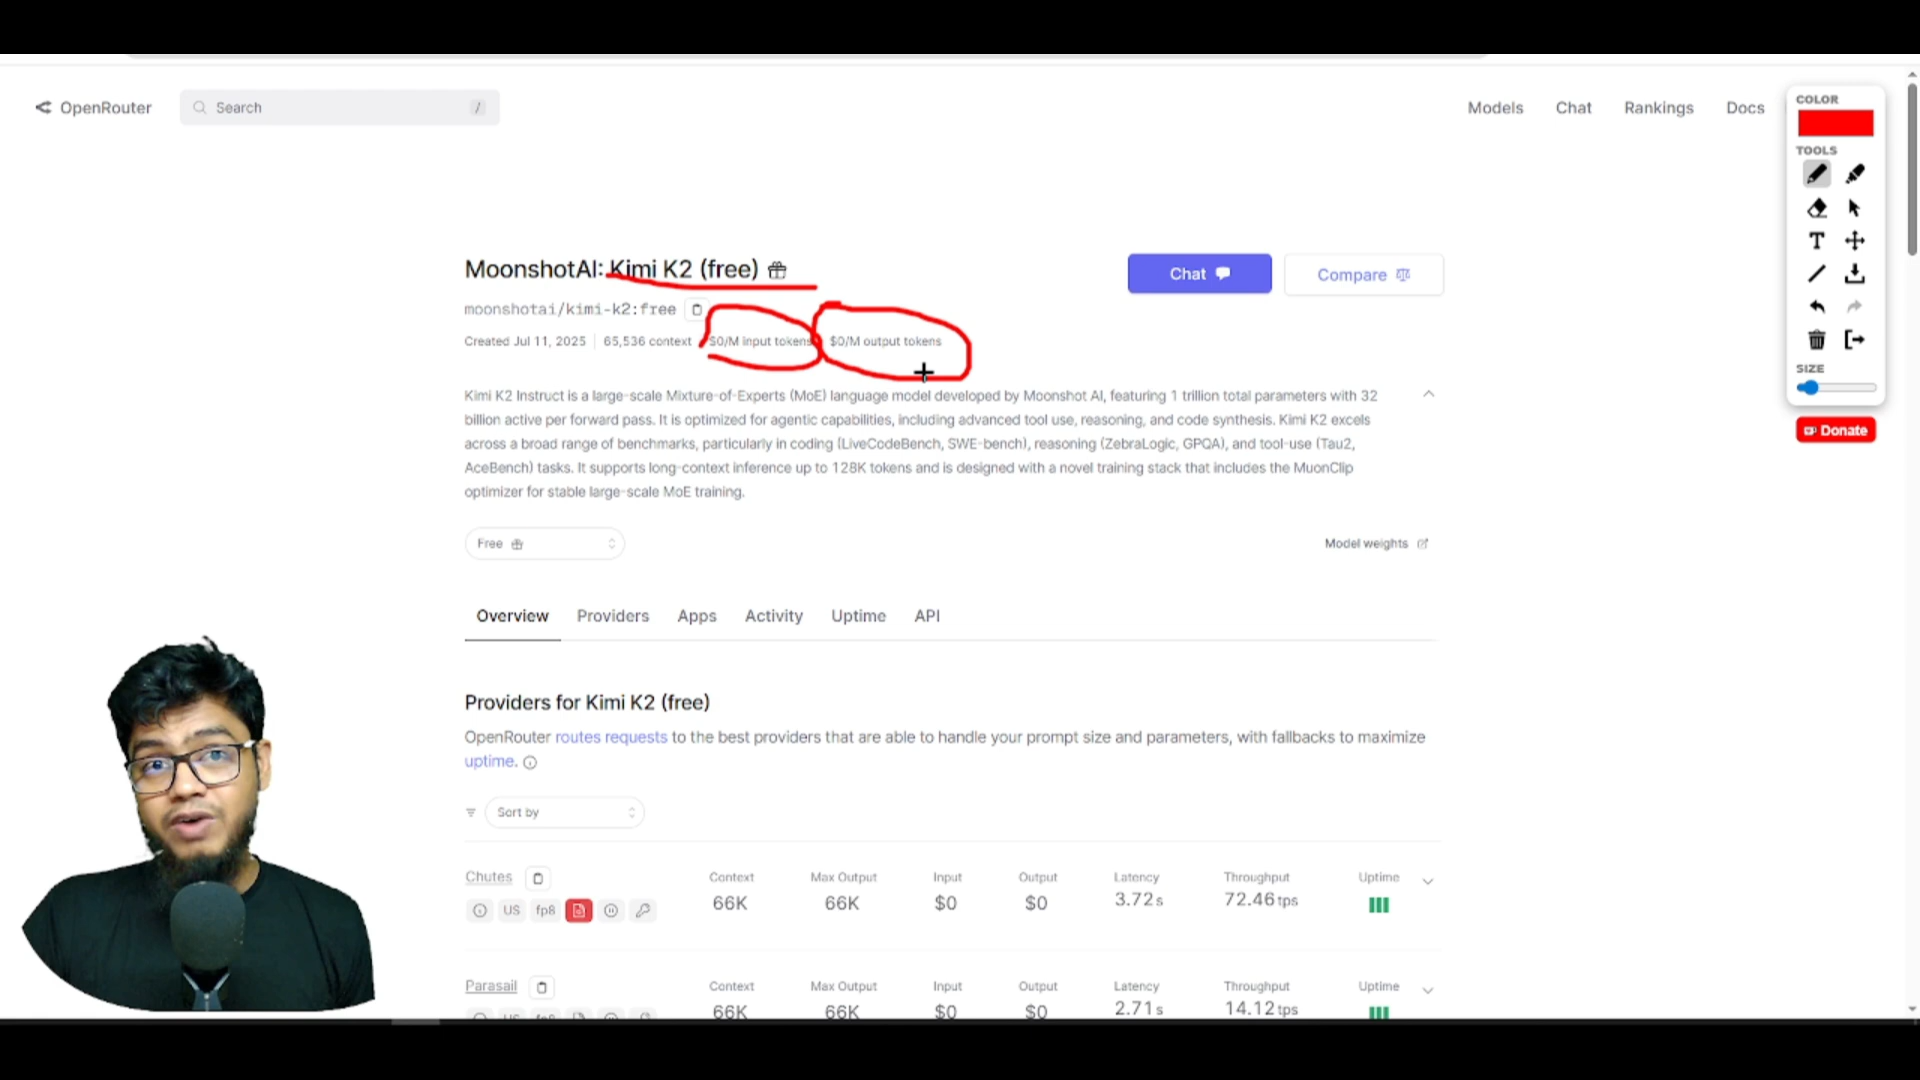 OpenRouter
Search /
Models Chat Rankings Docs
COLOR
TOOLS
SIZE
Donate
MoonshotAI: Kimi K2 (free)
moonshotai/kimi-k2:free
Created Jul 11, 2025 65,536 context $0/M input tokens $0/M output tokens
Chat
Compare
Kimi K2 Instruct is a large-scale Mixture-of-Experts (MoE) language model developed by Moonshot AI, featuring 1 trillion total parameters with 32
billion active per forward pass. It is optimized for agentic capabilities, including advanced tool use, reasoning, and code synthesis. Kimi K2 excels
across a broad range of benchmarks, particularly in coding (LiveCodeBench, SWE-bench), reasoning (ZebraLogic, GPQA), and tool-use (Tau2,
AceBench) tasks. It supports long-context inference up to 128K tokens and is designed with a novel training stack that includes the MuonClip
optimizer for stable large-scale MoE training.
Free
Model weights
Overview Providers Apps Activity Uptime API
Providers for Kimi K2 (free)
OpenRouter routes requests to the best providers that are able to handle your prompt size and parameters, with fallbacks to maximize
uptime.
Sort by
Chutes Context Max Output Input Output Latency Throughput Uptime
US fp8 66K 66K $0 $0 3.72s 72.46tps
Parasail Context Max Output Input Output Latency Throughput Uptime
US fp8 66K 66K $0 $0 2.71s 14.12tps